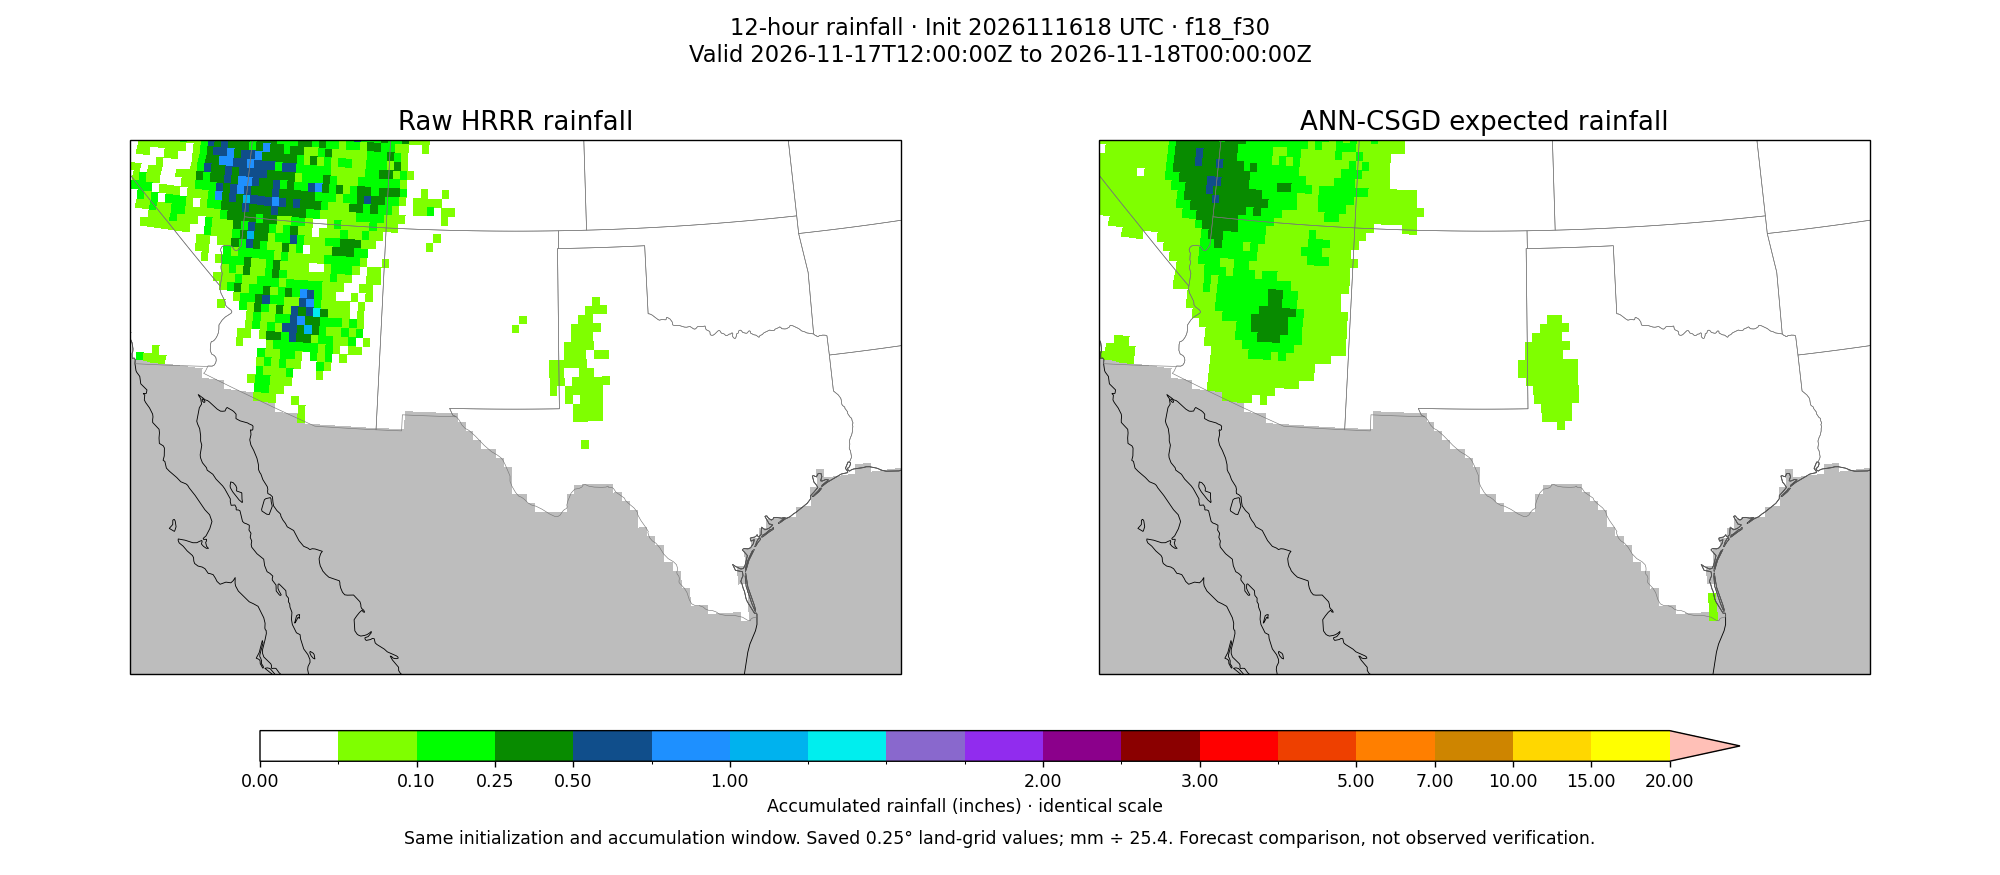 12-hour rainfall · Init 2026111618 UTC · f18_f30
Valid 2026-11-17T12:00:00Z to 2026-11-18T00:00:00Z
Raw HRRR rainfall
ANN-CSGD expected rainfall
0.00 0.10 0.25 0.50 1.00 2.00 3.00 5.00 7.00 10.00 15.00 20.00
Accumulated rainfall (inches) · identical scale
Same initialization and accumulation window. Saved 0.25° land-grid values; mm ÷ 25.4. Forecast comparison, not observed verification.